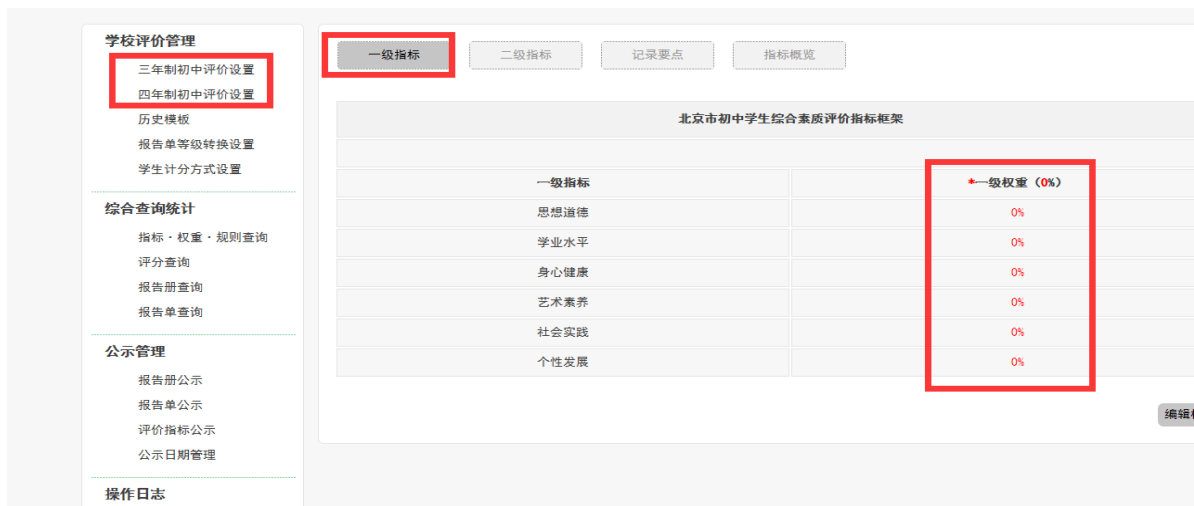 学校评价管理
三年制初中评价设置
四年制初中评价设置
历史模板
报告单等级转换设置
学生计分方式设置
综合查询统计
指标·权重·规则查询
评分查询
报告册查询
报告单查询
公示管理
报告册公示
报告单公示
评价指标公示
公示日期管理
操作日志
一级指标 二级指标 记录要点 指标概览
北京市初中学生综合素质评价指标框架
一级指标 *一级权重（0%）
思想道德 0%
学业水平 0%
身心健康 0%
艺术素养 0%
社会实践 0%
个性发展 0%
编辑